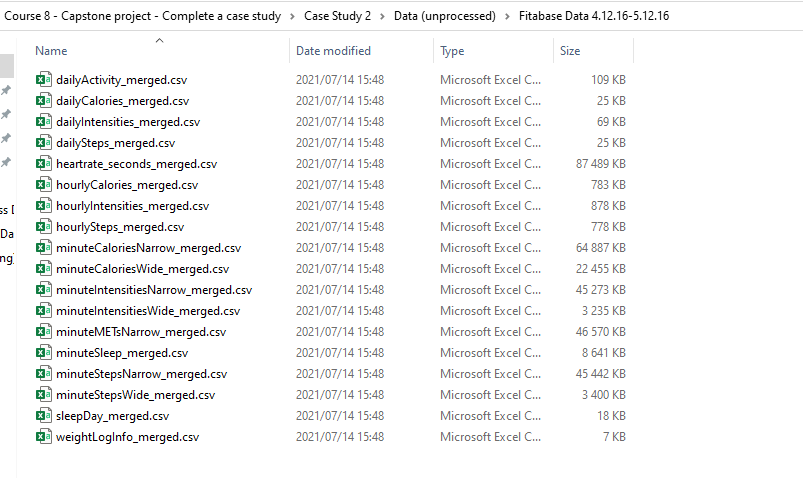 Course 8 - Capstone project - Complete a case study > Case Study 2 > Data (unprocessed) > Fitabase Data 4.12.16-5.12.16
Name Date modified Type Size
dailyActivity_merged.csv 2021/07/14 15:48 Microsoft Excel C... 109 KB
dailyCalories_merged.csv 2021/07/14 15:48 Microsoft Excel C... 25 KB
dailyIntensities_merged.csv 2021/07/14 15:48 Microsoft Excel C... 69 KB
dailySteps_merged.csv 2021/07/14 15:48 Microsoft Excel C... 25 KB
heartrate_seconds_merged.csv 2021/07/14 15:48 Microsoft Excel C... 87 489 KB
hourlyCalories_merged.csv 2021/07/14 15:48 Microsoft Excel C... 783 KB
hourlyIntensities_merged.csv 2021/07/14 15:48 Microsoft Excel C... 878 KB
ss D
hourlySteps_merged.csv 2021/07/14 15:48 Microsoft Excel C... 778 KB
Da
minuteCaloriesNarrow_merged.csv 2021/07/14 15:48 Microsoft Excel C... 64 887 KB
ng
minuteCaloriesWide_merged.csv 2021/07/14 15:48 Microsoft Excel C... 22 455 KB
minuteIntensitiesNarrow_merged.csv 2021/07/14 15:48 Microsoft Excel C... 45 273 KB
minuteIntensitiesWide_merged.csv 2021/07/14 15:48 Microsoft Excel C... 3 235 KB
minuteMETsNarrow_merged.csv 2021/07/14 15:48 Microsoft Excel C... 46 570 KB
minuteSleep_merged.csv 2021/07/14 15:48 Microsoft Excel C... 8 641 KB
minuteStepsNarrow_merged.csv 2021/07/14 15:48 Microsoft Excel C... 45 442 KB
minuteStepsWide_merged.csv 2021/07/14 15:48 Microsoft Excel C... 3 400 KB
sleepDay_merged.csv 2021/07/14 15:48 Microsoft Excel C... 18 KB
weightLogInfo_merged.csv 2021/07/14 15:48 Microsoft Excel C... 7 KB